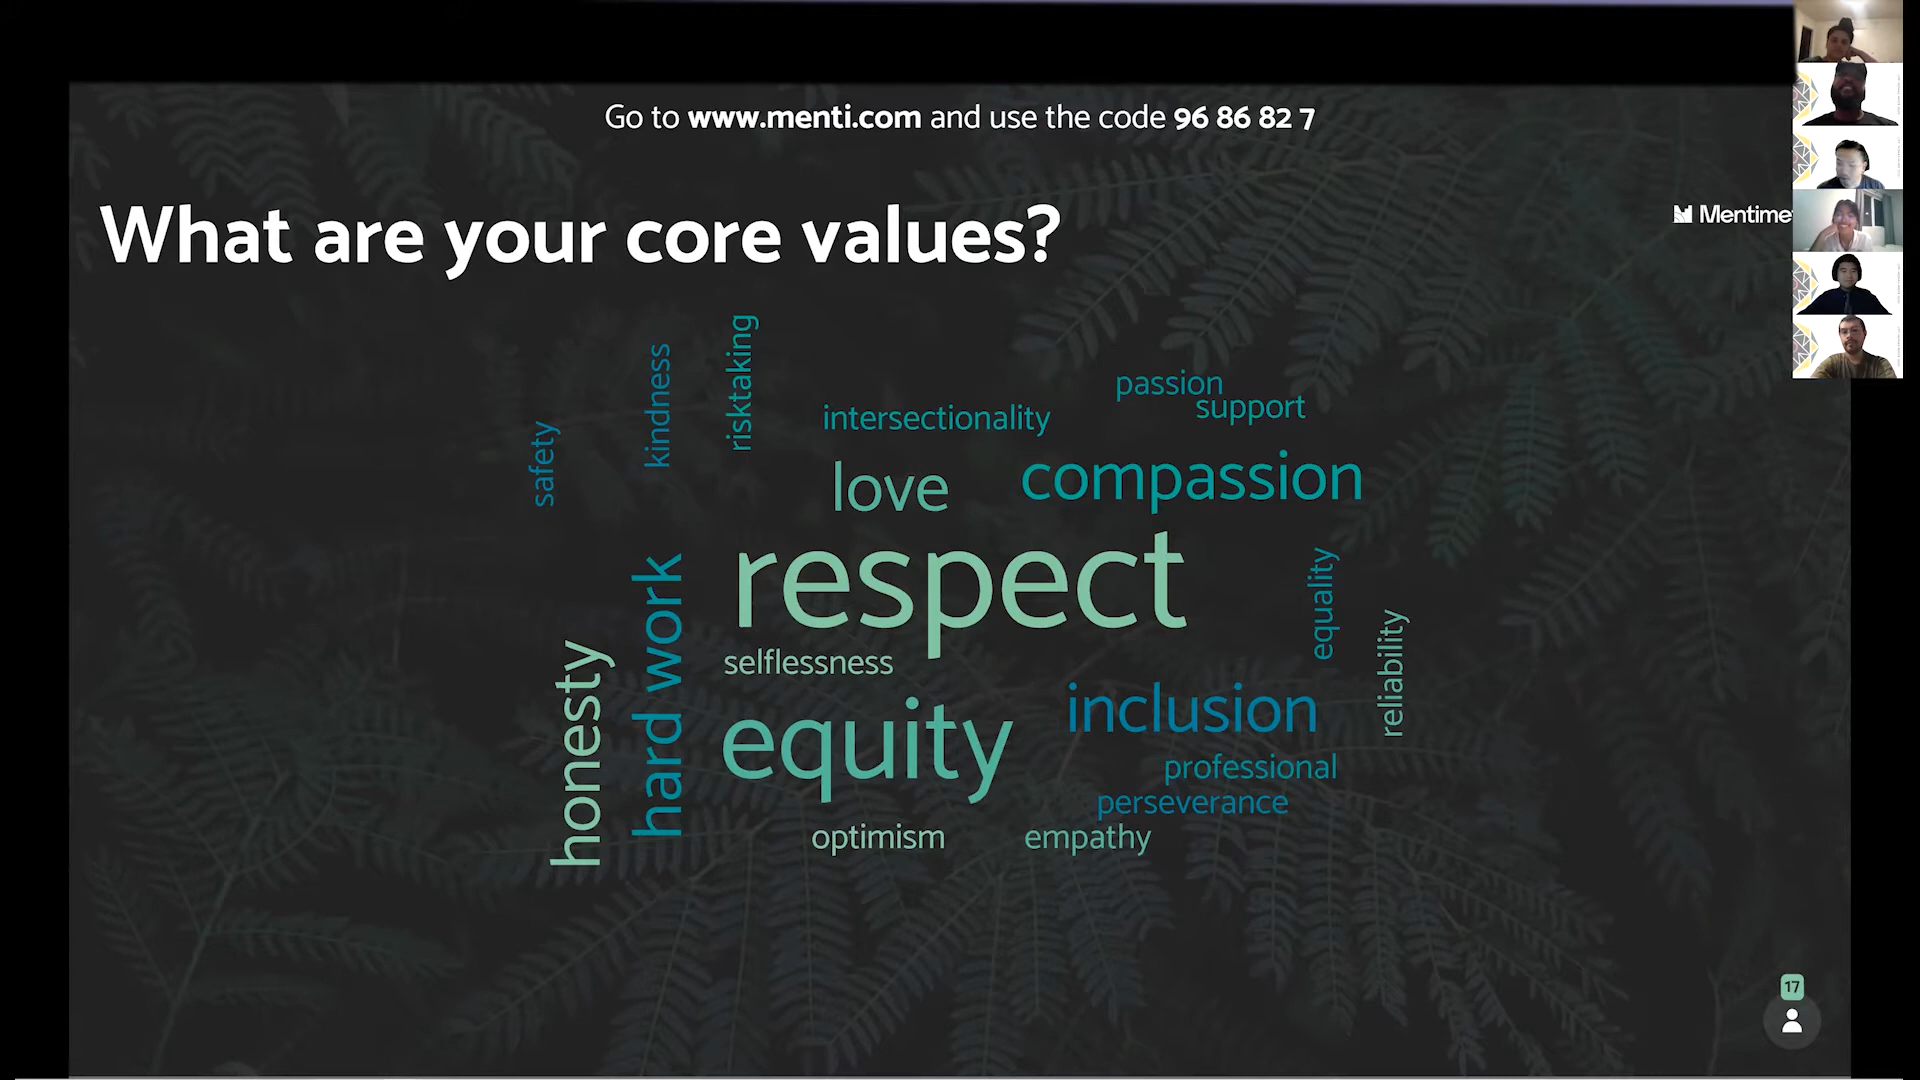 Go to www.menti.com and use the code 96 86 82 7
What are your core values?
Mentime
risktaking
kindness
safety
passion
support
intersectionality
love
compassion
respect
equality
reliability
hard work
honesty
selflessness
equity
inclusion
professional
perseverance
optimism
empathy
17